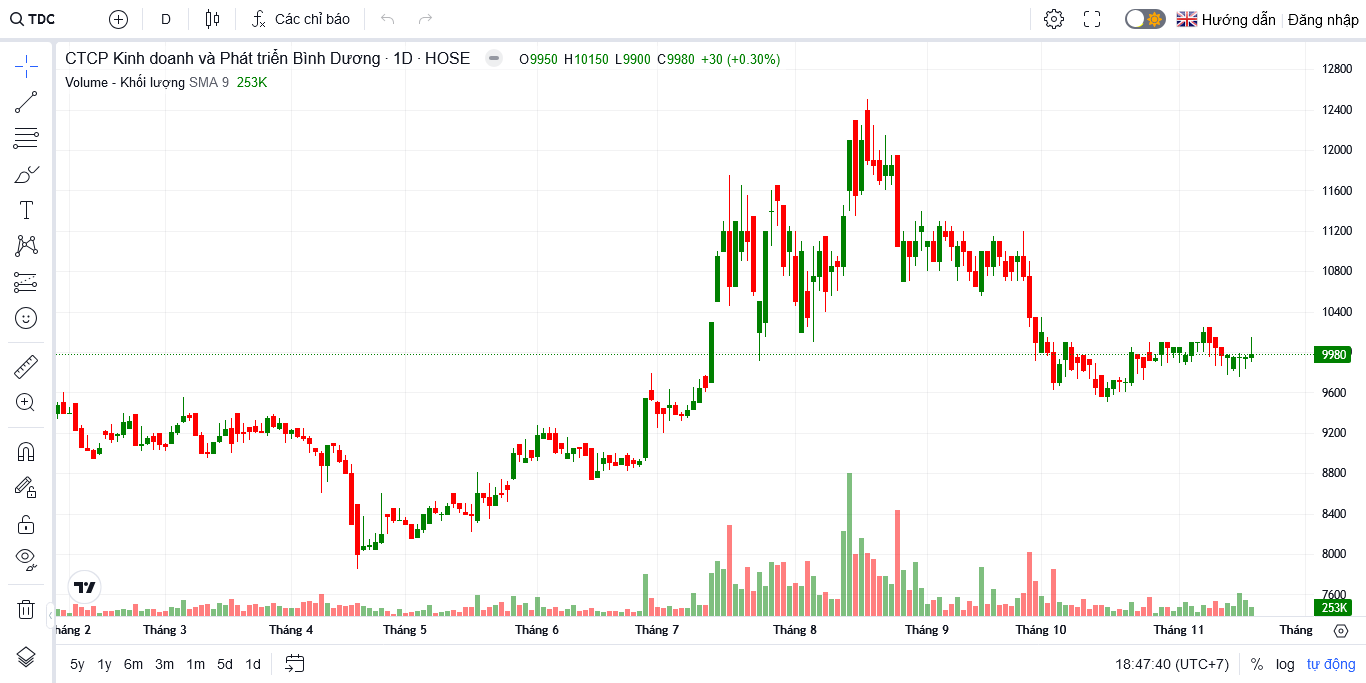 TDC D Các chỉ báo Hướng dẫn Đăng nhập
CTCP Kinh doanh và Phát triển Bình Dương · 1D · HOSE O9950 H10150 L9900 C9980 +30 (+0.30%)
Volume - Khối lượng SMA 9 253K
12800
12400
12000
11600
11200
10800
10400
9980
9600
9200
8800
8400
8000
7600
253K
háng 2 Tháng 3 Tháng 4 Tháng 5 Tháng 6 Tháng 7 Tháng 8 Tháng 9 Tháng 10 Tháng 11 Tháng
5y 1y 6m 3m 1m 5d 1d 18:47:40 (UTC+7) % log tự động